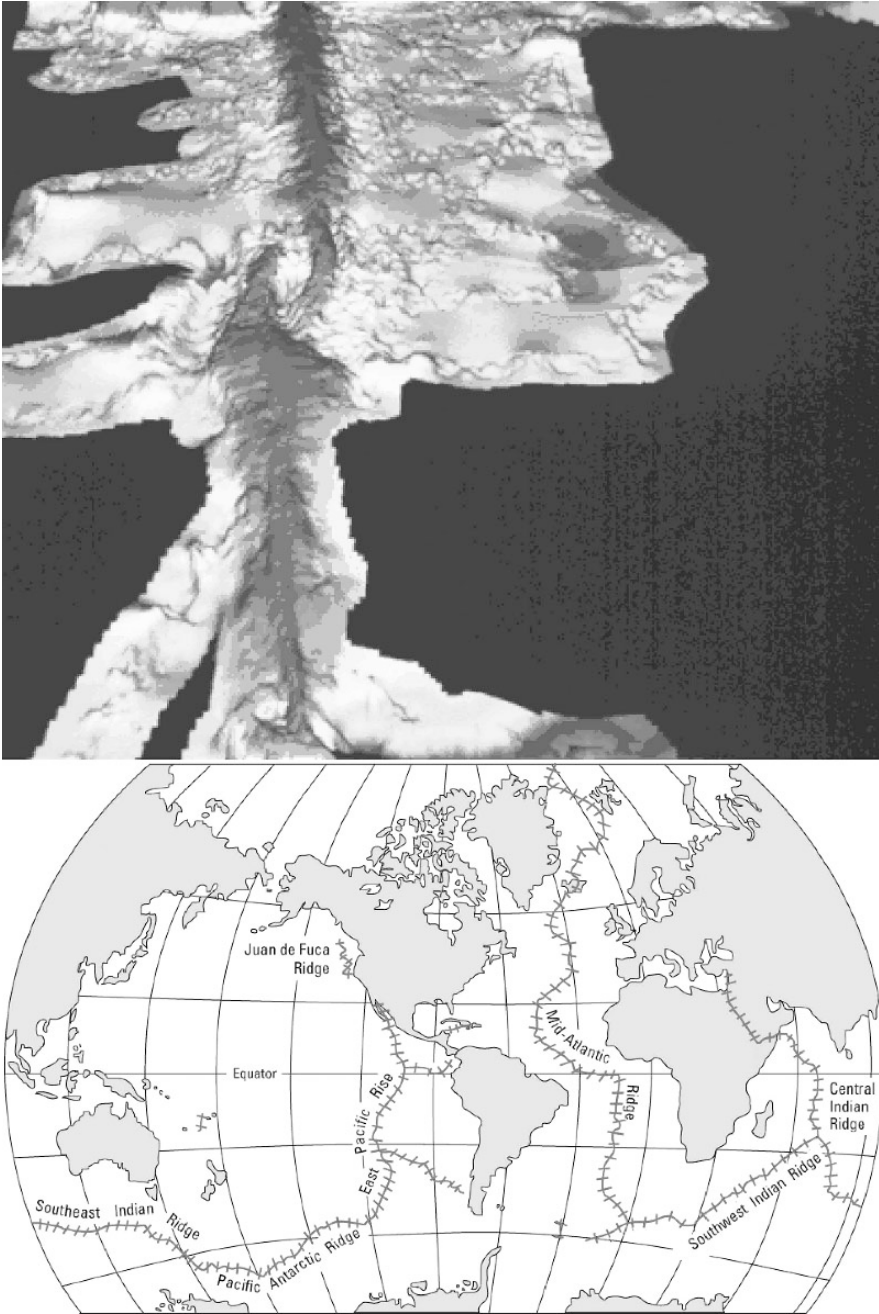 Juan de Fuca
Ridge
Mid-Atlantic
Ridge
Equator
East Pacific Rise
Central
Indian
Ridge
Southeast Indian Ridge
Pacific Antarctic Ridge
Southwest Indian Ridge